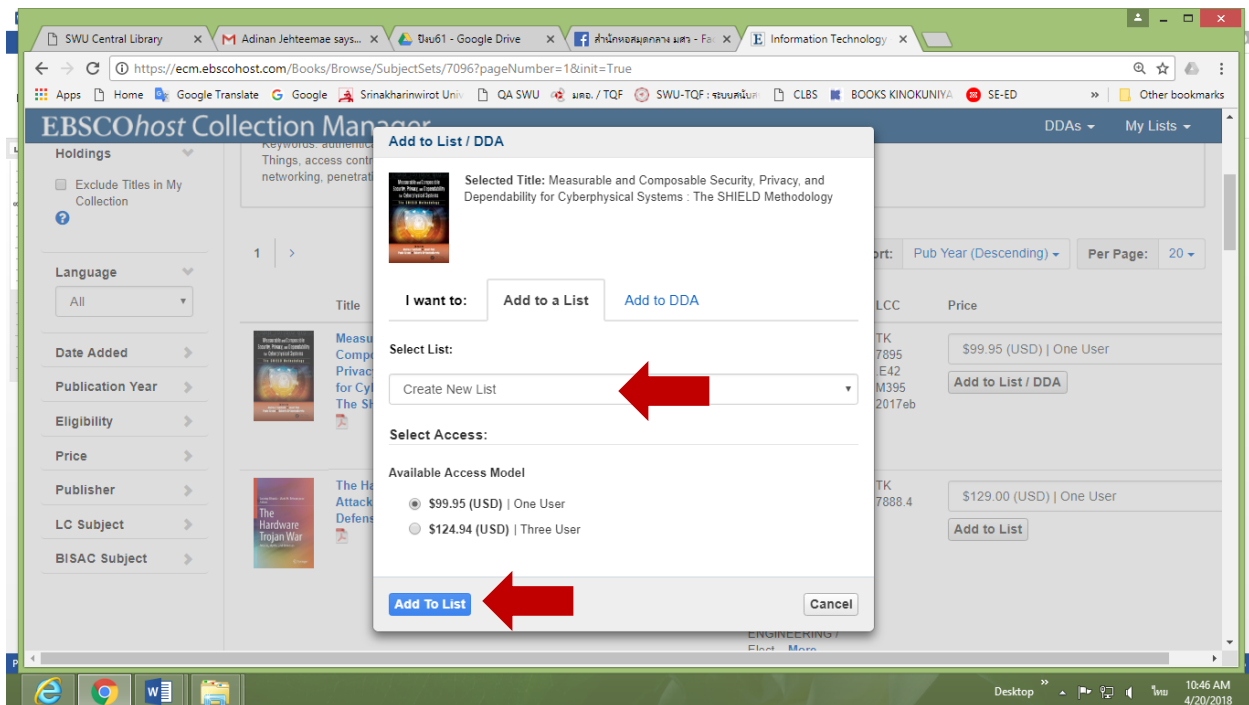 SWU Central Library
Adinan Jehteemae says...
ปีงบ61 - Google Drive
สำนักหอสมุดกลาง มศว - Fa
Information Technology
https://ecm.ebscohost.com/Books/Browse/SubjectSets/7096?pageNumber=1&init=True
Apps
Home
Google Translate
Google
Srinakharinwirot Univ
QA SWU
มคอ. / TQF
SWU-TQF : ระบบสนับส
CLBS
BOOKS KINOKUNIYA
SE-ED
»
Other bookmarks
EBSCOhost Collection Manager
DDAs
My Lists
Holdings
Exclude Titles in My
Collection
Language
All
Date Added
Publication Year
Eligibility
Price
Publisher
LC Subject
BISAC Subject
Keywords: authentica
Things, access contr
networking, penetrati
1 >
ort: Pub Year (Descending)
Per Page: 20
Title
LCC
Price
Measu
Compo
Privac
for Cyl
The SH
TK
7895
.E42
M395
2017eb
$99.95 (USD) | One User
Add to List / DDA
The
Hardware
Trojan War
The Ha
Attack
Defens
TK
7888.4
$129.00 (USD) | One User
Add to List
ENGINEERING /
Elect... More
Add to List / DDA
Selected Title: Measurable and Composable Security, Privacy, and
Dependability for Cyberphysical Systems : The SHIELD Methodology
I want to:
Add to a List
Add to DDA
Select List:
Create New List
Select Access:
Available Access Model
$99.95 (USD) | One User
$124.94 (USD) | Three User
Add To List
Cancel
Desktop »
ไทย
10:46 AM
4/20/2018